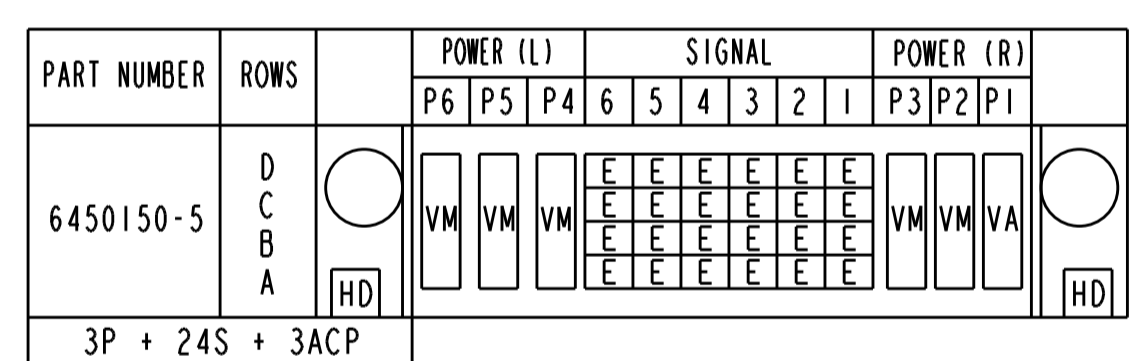 PART NUMBER ROWS POWER (L) SIGNAL POWER (R)
P6 P5 P4 6 5 4 3 2 1 P3 P2 P1
6450150-5
D
C
B
A
HD
VM VM VM
E E E E E E
E E E E E E
E E E E E E
E E E E E E
VM VM VA
HD
3P + 24S + 3ACP